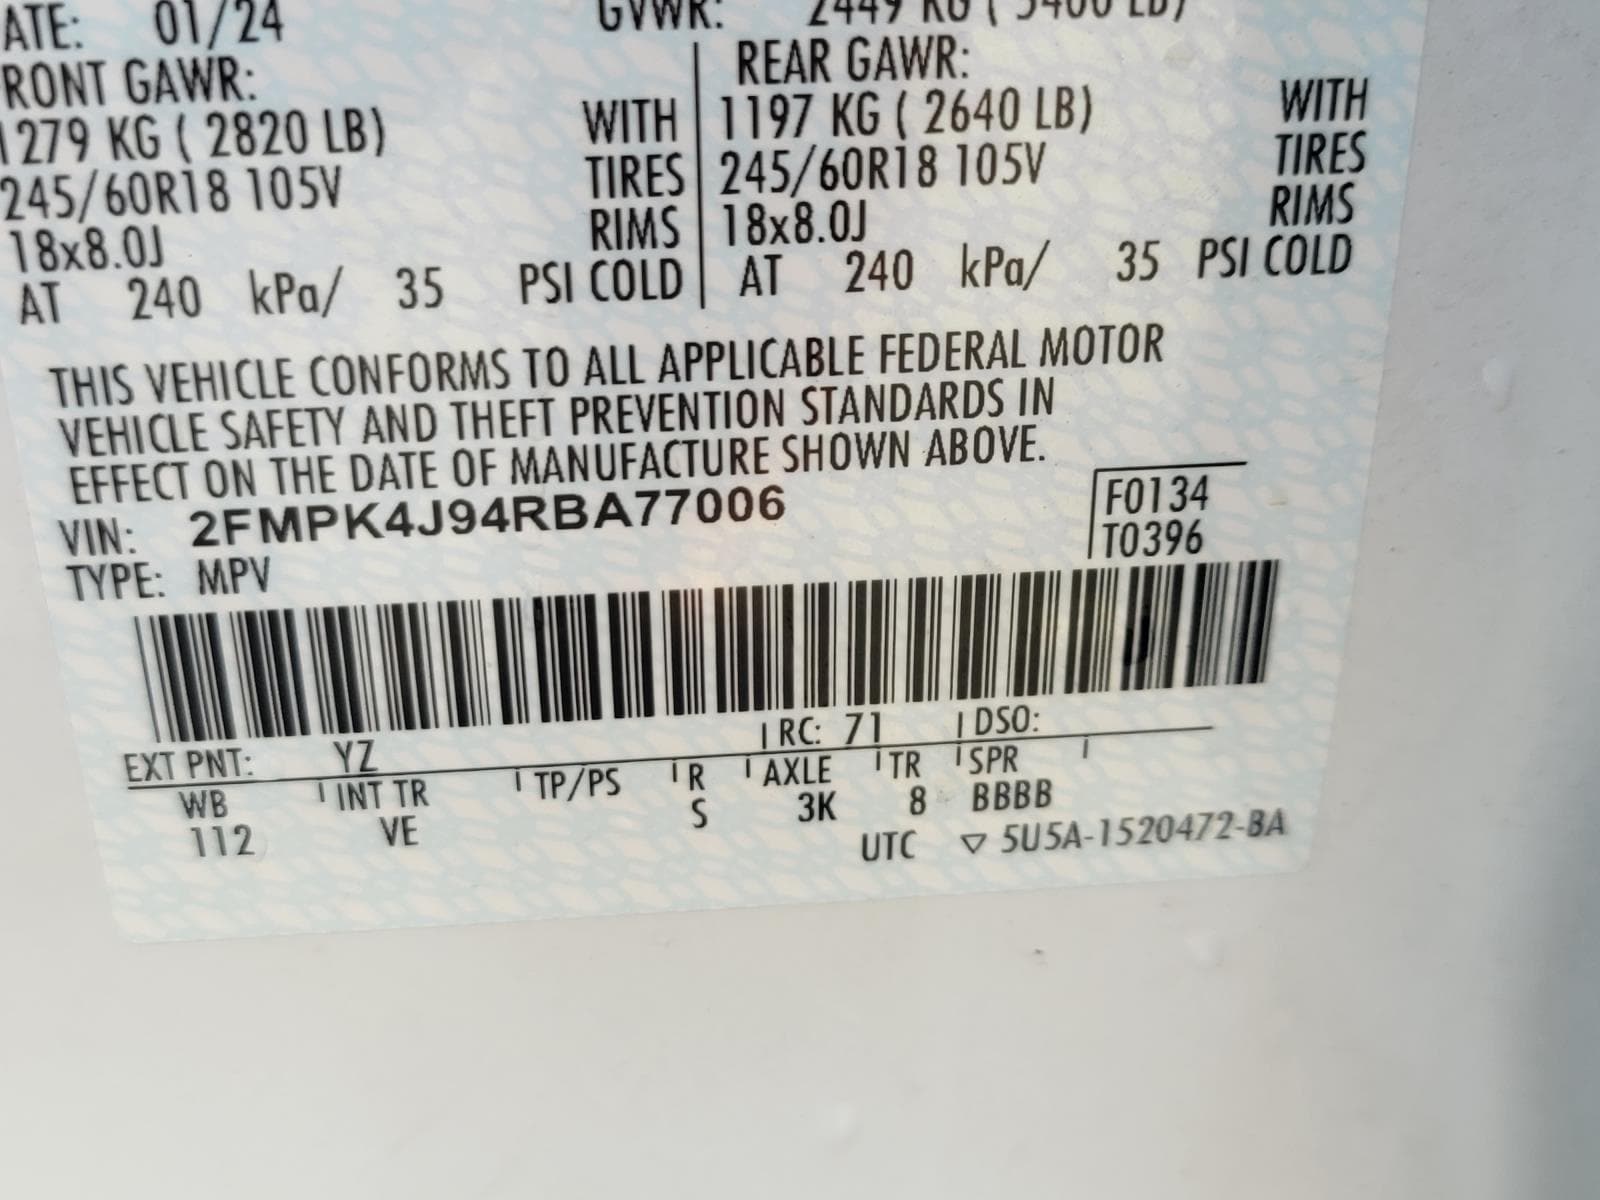 ATE: 01/24 GVWR: 2449 KG ( 5400 LB)
RONT GAWR: REAR GAWR:
1279 KG ( 2820 LB) WITH 1197 KG ( 2640 LB) WITH
245/60R18 105V TIRES 245/60R18 105V TIRES
18x8.0J RIMS 18x8.0J RIMS
AT 240 kPa/ 35 PSI COLD AT 240 kPa/ 35 PSI COLD
THIS VEHICLE CONFORMS TO ALL APPLICABLE FEDERAL MOTOR
VEHICLE SAFETY AND THEFT PREVENTION STANDARDS IN
EFFECT ON THE DATE OF MANUFACTURE SHOWN ABOVE.
VIN: 2FMPK4J94RBA77006 F0134
TYPE: MPV T0396
EXT PNT: YZ RC: 71 DSO:
WB INT TR TP/PS R AXLE TR SPR
112 VE S 3K 8 BBBB
UTC ▽ 5U5A-1520472-BA